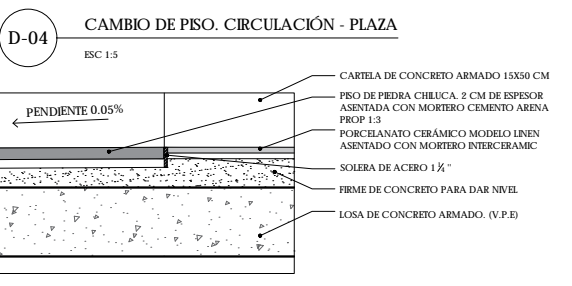 D-04
CAMBIO DE PISO. CIRCULACIÓN - PLAZA
ESC 1:5
PENDIENTE 0.05%
CARTELA DE CONCRETO ARMADO 15X50 CM
PISO DE PIEDRA CHILUCA. 2 CM DE ESPESOR
ASENTADA CON MORTERO CEMENTO ARENA
PROP 1:3
PORCELANATO CERÁMICO MODELO LINEN
ASENTADO CON MORTERO INTERCERAMIC
SOLERA DE ACERO 1 ¼ "
FIRME DE CONCRETO PARA DAR NIVEL
LOSA DE CONCRETO ARMADO. (V.P.E)